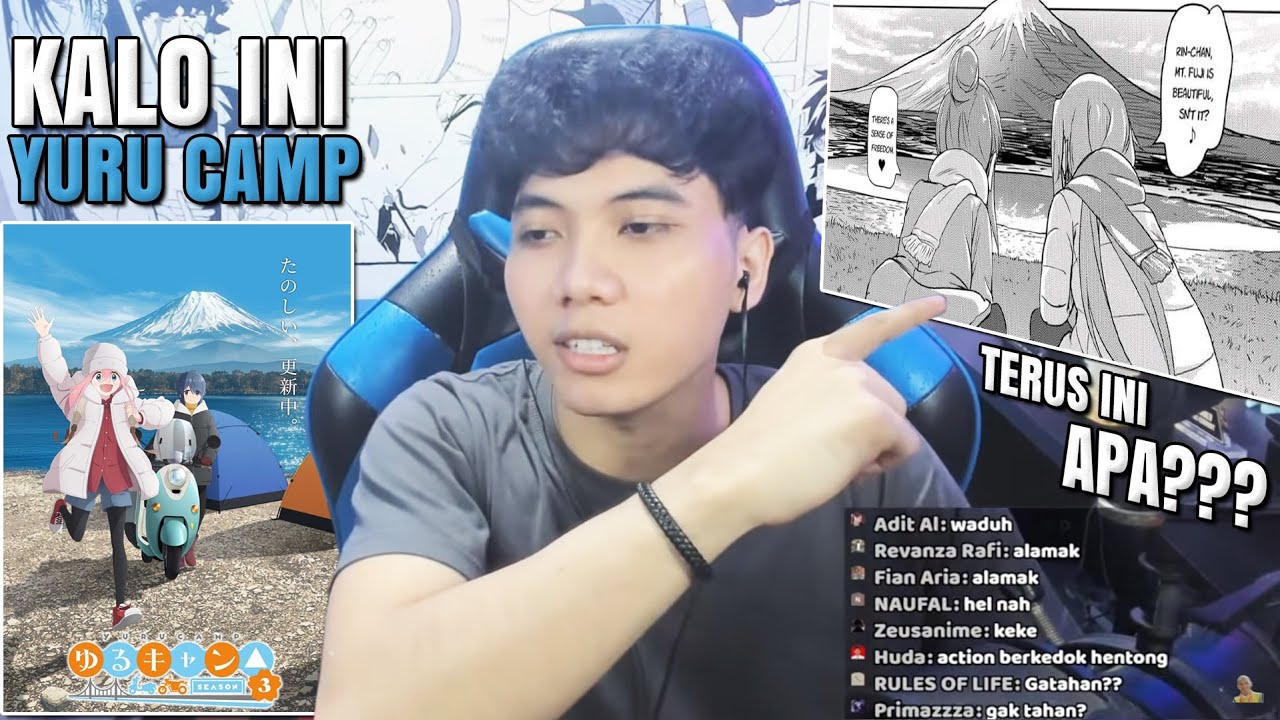 KALO INI
YURU CAMP
たのしい、更新中。
YURUCAMP
ゆるキャン△
SEASON 3
THERE'S A
SENSE OF
FREEDOM.
♥
RIN-CHAN,
MT. FUJI IS
BEAUTIFUL,
ISN'T IT?
♪
TERUS INI
APA???
Adit Al: waduh
Revanza Rafi: alamak
Fian Aria: alamak
NAUFAL: hel nah
Zeusanime: keke
Huda: action berkedok hentong
RULES OF LIFE: Gatahan??
Primazzza: gak tahan?